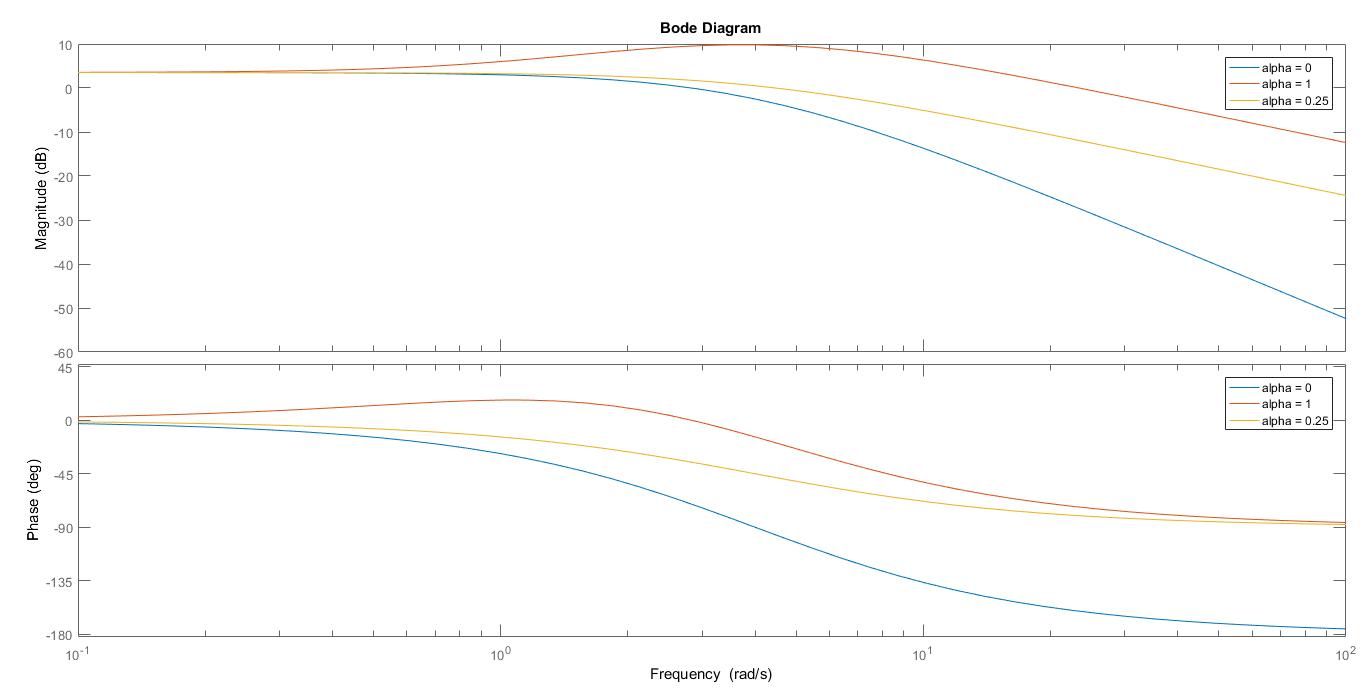 Bode Diagram
Magnitude (dB)
10
0
-10
-20
-30
-40
-50
-60
alpha = 0
alpha = 1
alpha = 0.25
Phase (deg)
45
0
-45
-90
-135
-180
alpha = 0
alpha = 1
alpha = 0.25
10^-1
10^0
10^1
10^2
Frequency (rad/s)